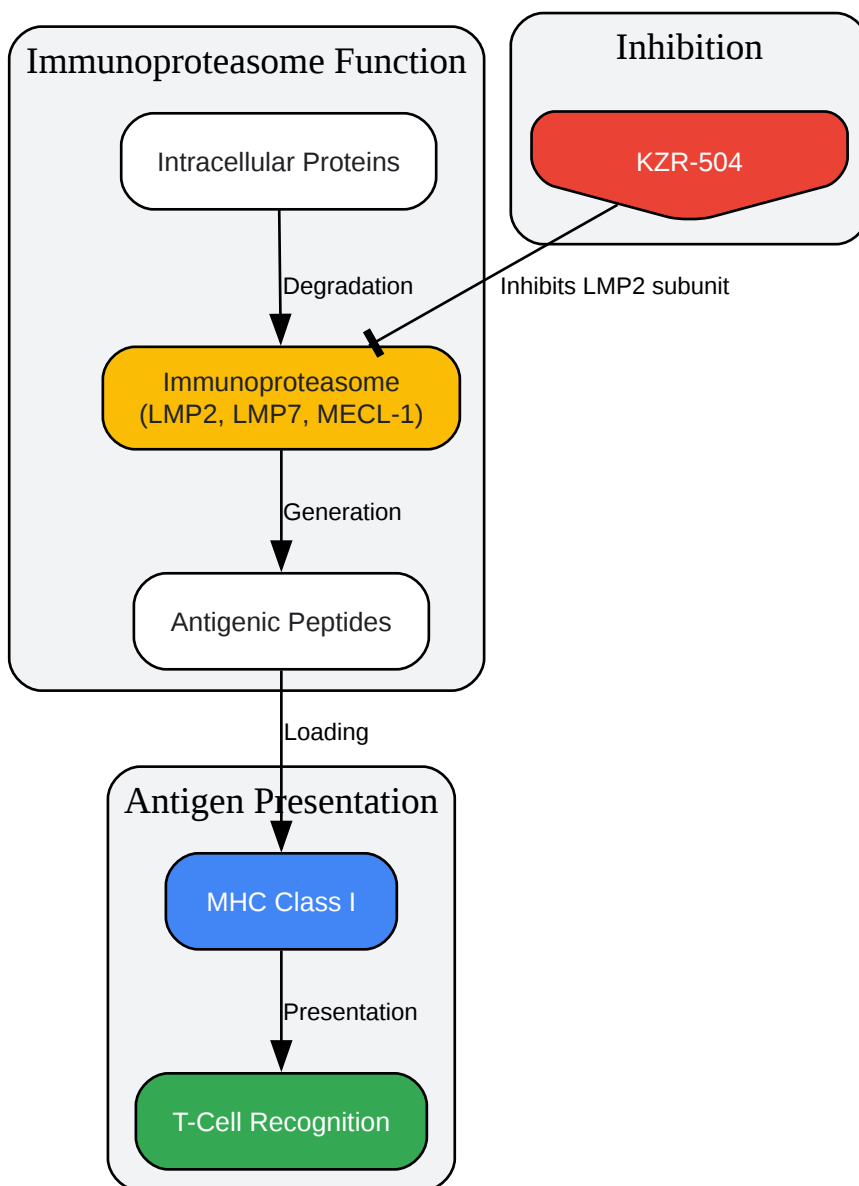 Immunoproteasome Function
Inhibition
Intracellular Proteins
KZR-504
Degradation
Inhibits LMP2 subunit
Immunoproteasome
(LMP2, LMP7, MECL-1)
Generation
Antigenic Peptides
Loading
Antigen Presentation
MHC Class I
Presentation
T-Cell Recognition